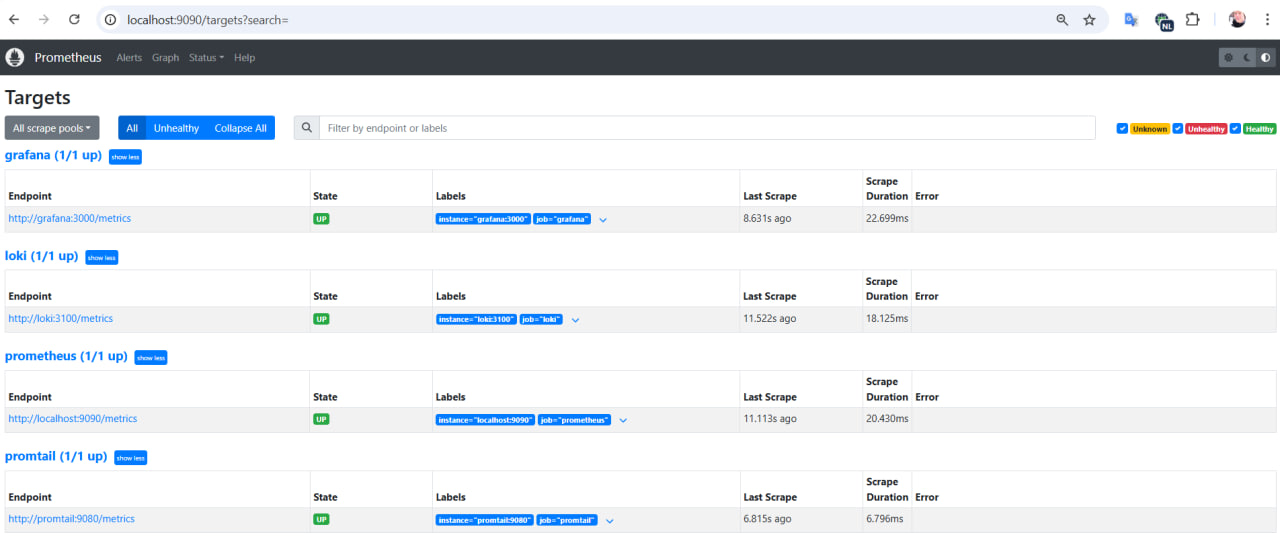 localhost:9090/targets?search=
NL
Prometheus Alerts Graph Status Help
Targets
All scrape pools All Unhealthy Collapse All Filter by endpoint or labels Unknown Unhealthy Healthy
grafana (1/1 up) show less
Endpoint State Labels Last Scrape Scrape Duration Error
http://grafana:3000/metrics UP instance="grafana:3000" job="grafana" 8.631s ago 22.699ms
loki (1/1 up) show less
Endpoint State Labels Last Scrape Scrape Duration Error
http://loki:3100/metrics UP instance="loki:3100" job="loki" 11.522s ago 18.125ms
prometheus (1/1 up) show less
Endpoint State Labels Last Scrape Scrape Duration Error
http://localhost:9090/metrics UP instance="localhost:9090" job="prometheus" 11.113s ago 20.430ms
promtail (1/1 up) show less
Endpoint State Labels Last Scrape Scrape Duration Error
http://promtail:9080/metrics UP instance="promtail:9080" job="promtail" 6.815s ago 6.796ms